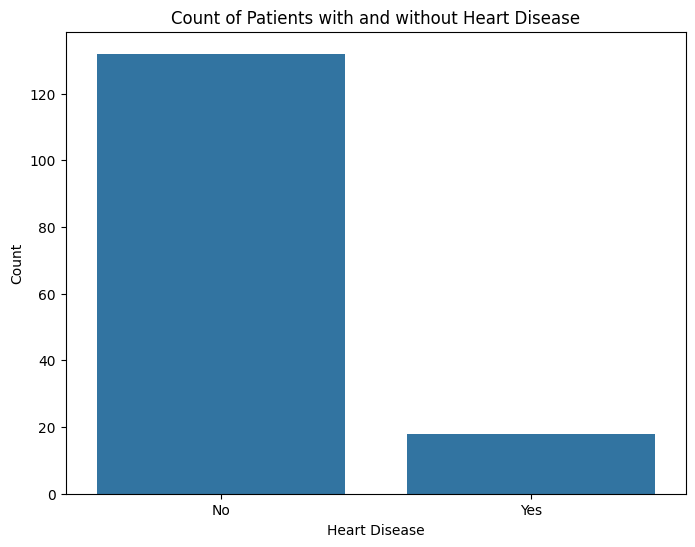 Count of Patients with and without Heart Disease
120
100
80
60
40
20
0
Count
No
Yes
Heart Disease